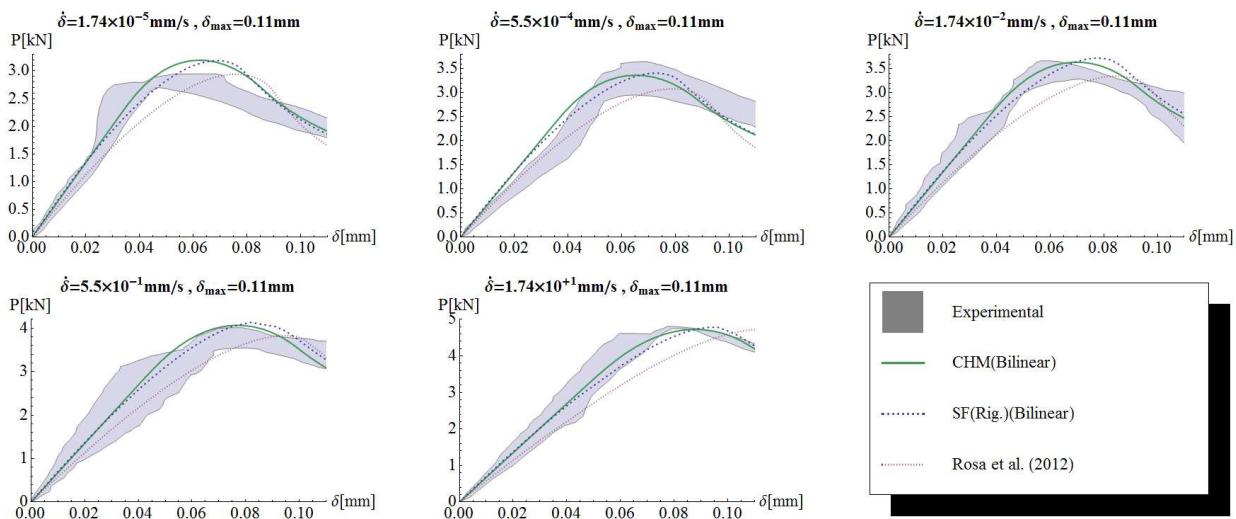 δ̇=1.74×10⁻⁵mm/s , δmax=0.11mm
P[kN]
3.0
2.5
2.0
1.5
1.0
0.5
0.0
0.00 0.02 0.04 0.06 0.08 0.10 δ[mm]
δ̇=5.5×10⁻⁴mm/s , δmax=0.11mm
P[kN]
3.5
3.0
2.5
2.0
1.5
1.0
0.5
0.0
0.00 0.02 0.04 0.06 0.08 0.10 δ[mm]
δ̇=1.74×10⁻²mm/s , δmax=0.11mm
P[kN]
3.5
3.0
2.5
2.0
1.5
1.0
0.5
0.0
0.00 0.02 0.04 0.06 0.08 0.10 δ[mm]
δ̇=5.5×10⁻¹mm/s , δmax=0.11mm
P[kN]
4
3
2
1
0
0.00 0.02 0.04 0.06 0.08 0.10 δ[mm]
δ̇=1.74×10⁺¹mm/s , δmax=0.11mm
P[kN]
5
4
3
2
1
0
0.00 0.02 0.04 0.06 0.08 0.10 δ[mm]
Experimental
CHM(Bilinear)
SF(Rig.)(Bilinear)
Rosa et al. (2012)